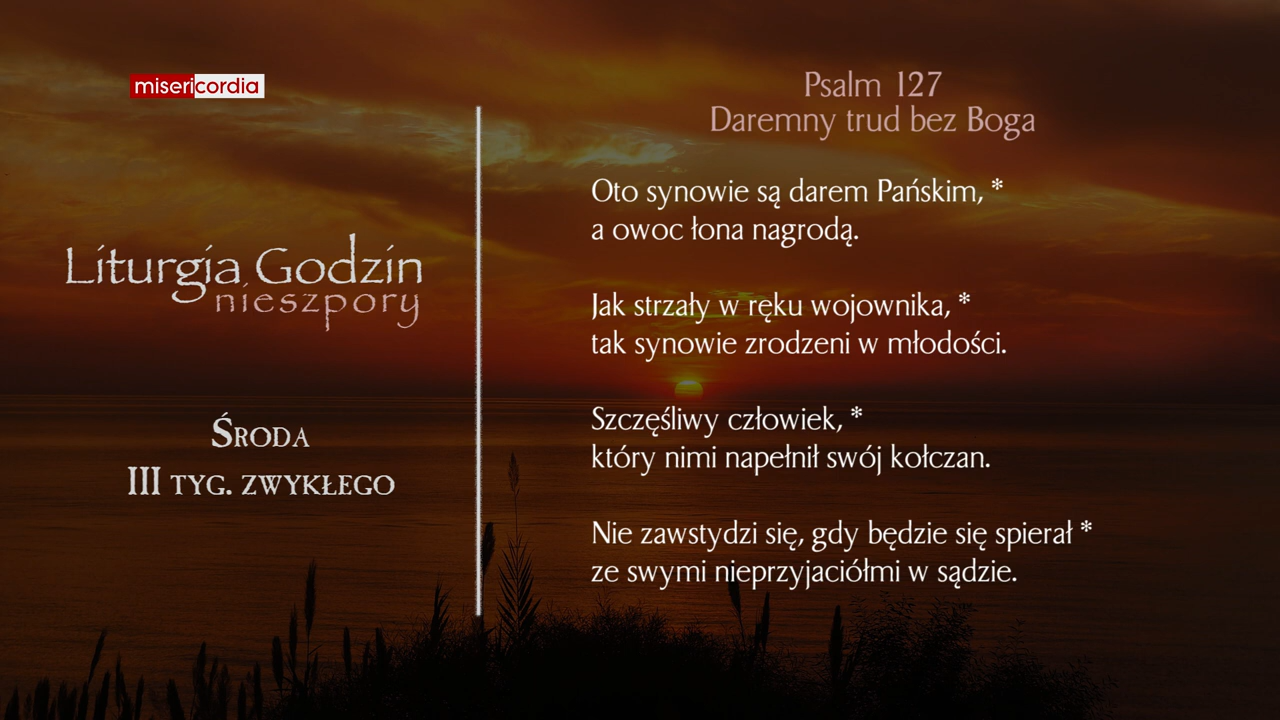 misericordia
Liturgia Godzin
nieszpory
Środa
III tyg. zwykłego
Psalm 127
Daremny trud bez Boga
Oto synowie są darem Pańskim, *
a owoc łona nagrodą.
Jak strzały w ręku wojownika, *
tak synowie zrodzeni w młodości.
Szczęśliwy człowiek, *
który nimi napełnił swój kołczan.
Nie zawstydzi się, gdy będzie się spierał *
ze swymi nieprzyjaciółmi w sądzie.